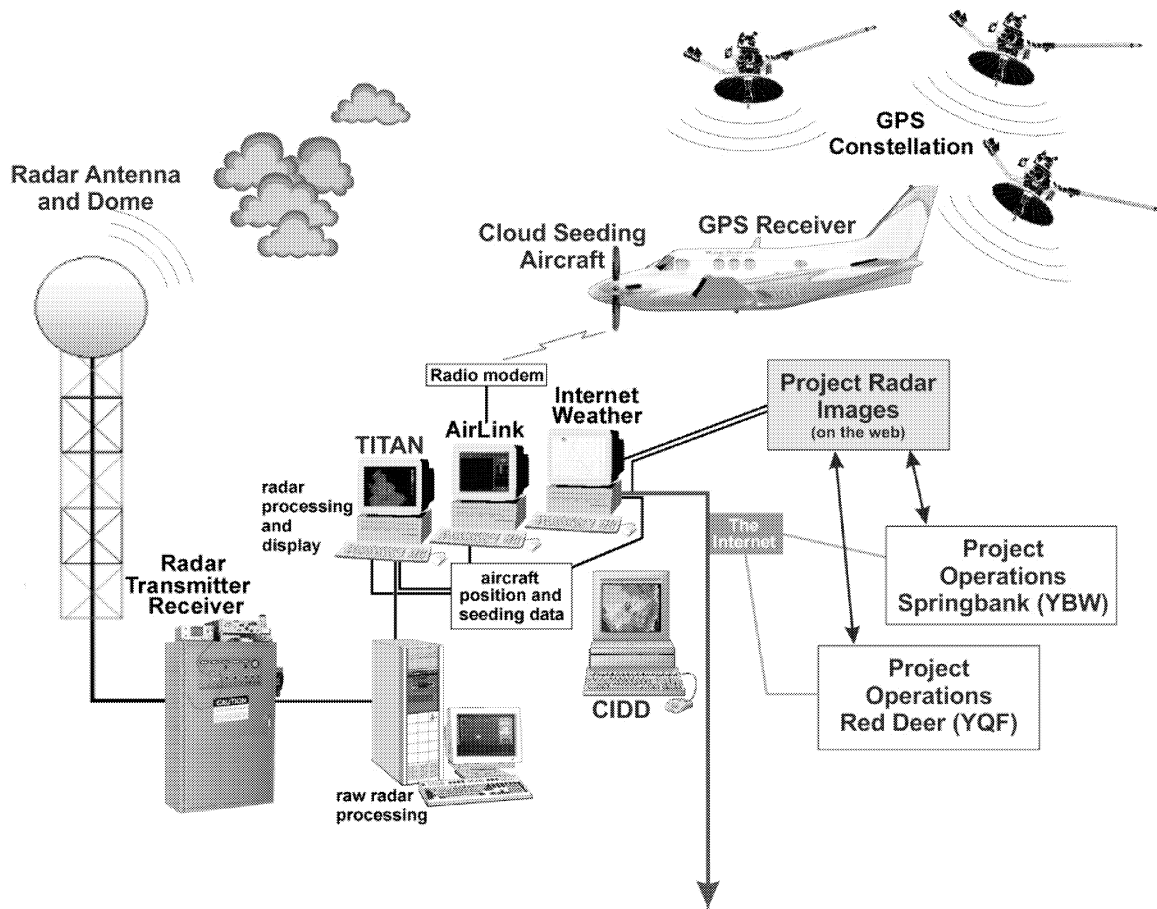 GPS
Constellation
Radar Antenna
and Dome
Cloud Seeding
Aircraft
GPS Receiver
Radio modem
Internet
Weather
AirLink
TITAN
radar
processing
and
display
Project Radar
Images
(on the web)
The
Internet
Project
Operations
Springbank (YBW)
Radar
Transmitter
Receiver
aircraft
position and
seeding data
CIDD
Project
Operations
Red Deer (YQF)
CAUTION
raw radar
processing